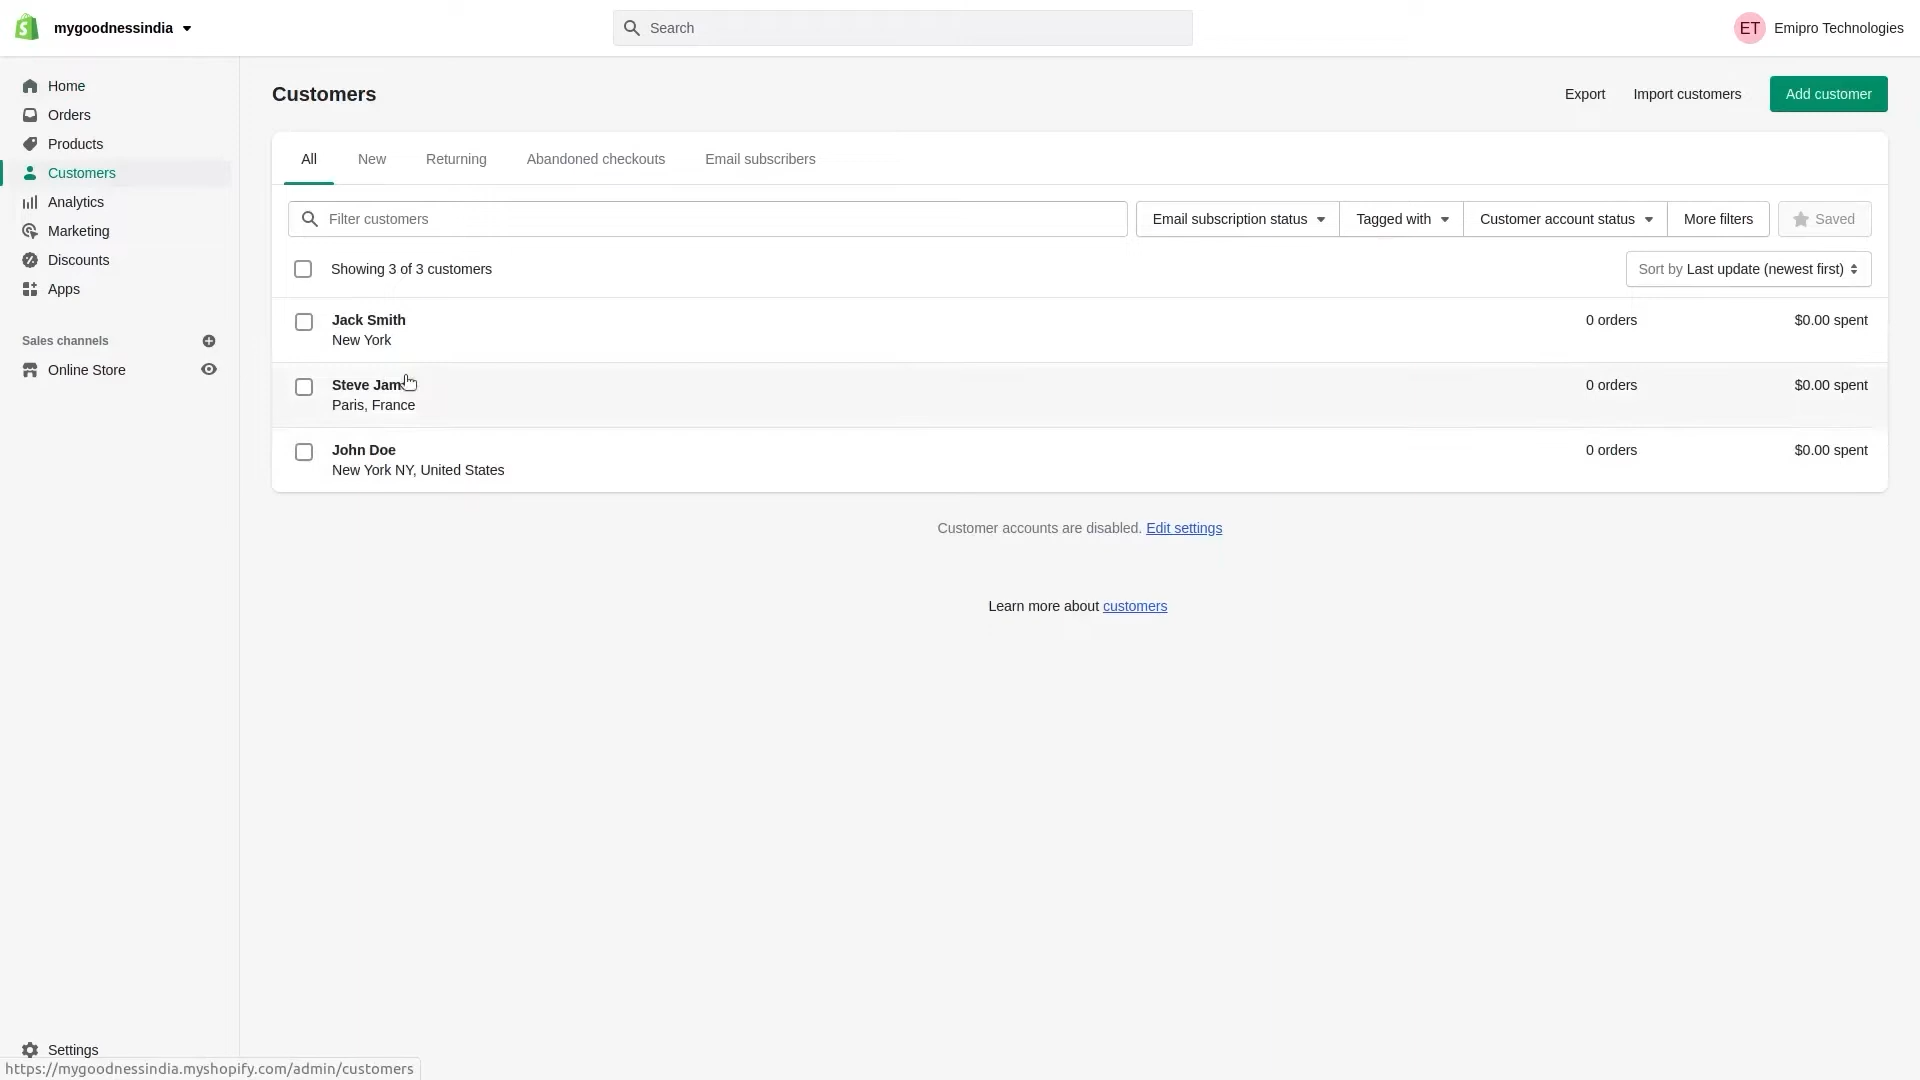 mygoodnessindia
Search
ET Emipro Technologies
Home
Orders
Products
Customers
Analytics
Marketing
Discounts
Apps
Sales channels
Online Store
Settings
https://mygoodnessindia.myshopify.com/admin/customers
Customers
Export Import customers Add customer
All New Returning Abandoned checkouts Email subscribers
Filter customers Email subscription status Tagged with Customer account status More filters Saved
Showing 3 of 3 customers Sort by Last update (newest first)
Jack Smith 0 orders $0.00 spent
New York
Steve 0 orders $0.00 spent
Paris, France
John Doe 0 orders $0.00 spent
New York NY, United States
Customer accounts are disabled. Edit settings
Learn more about customers